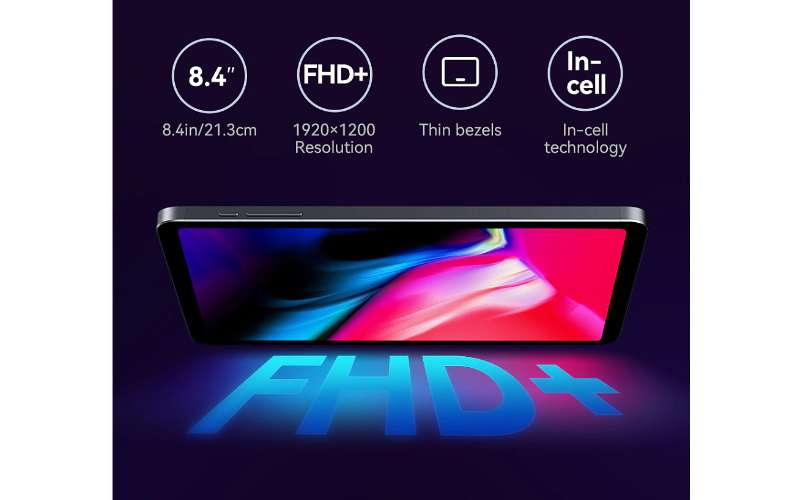 8.4″
FHD+
In-
cell
8.4in/21.3cm
1920×1200
Resolution
Thin bezels
In-cell
technology
FHD+